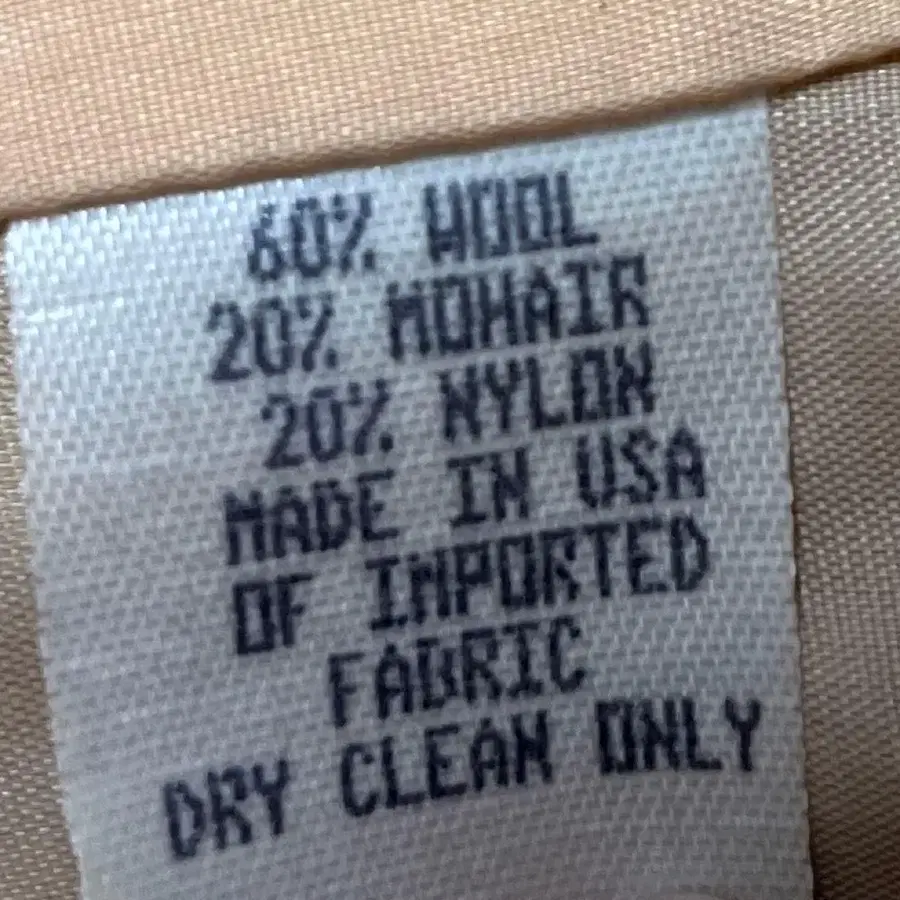 60% WOOL
20% MOHAIR
20% NYLON
MADE IN USA
OF IMPORTED
FABRIC
DRY CLEAN ONLY